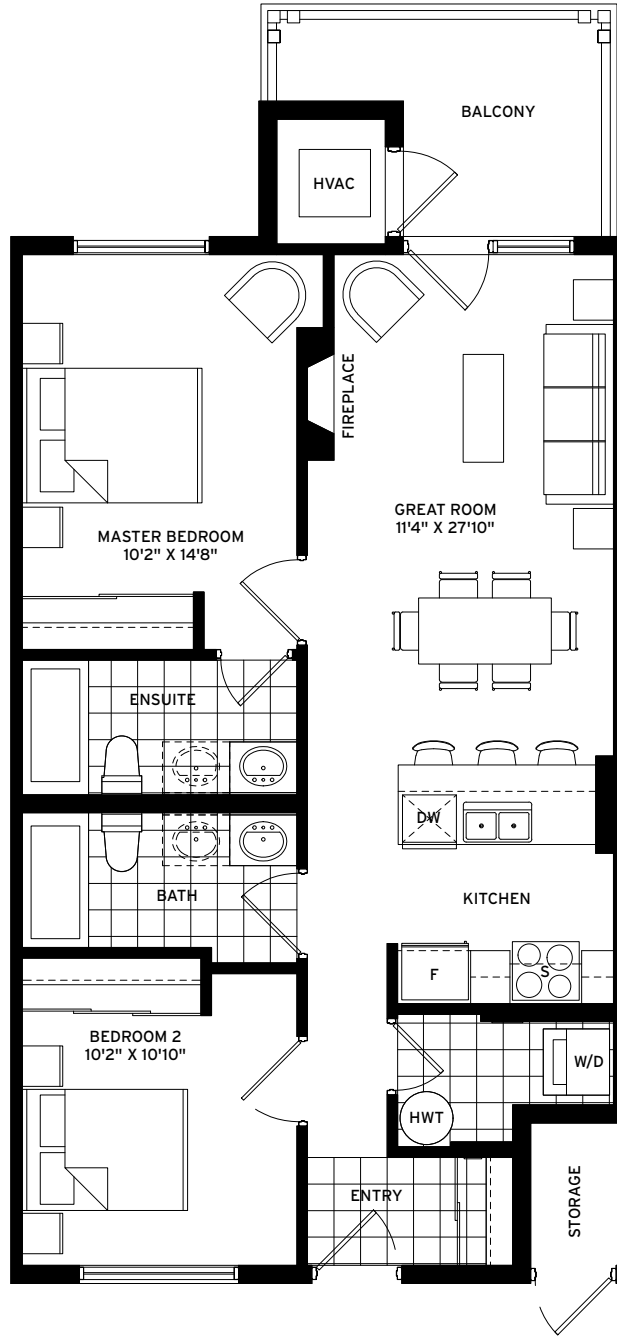 BALCONY
HVAC
FIREPLACE
GREAT ROOM
11'4" X 27'10"
MASTER BEDROOM
10'2" X 14'8"
ENSUITE
DW
BATH
KITCHEN
F
S
BEDROOM 2
10'2" X 10'10"
W/D
HWT
ENTRY
STORAGE